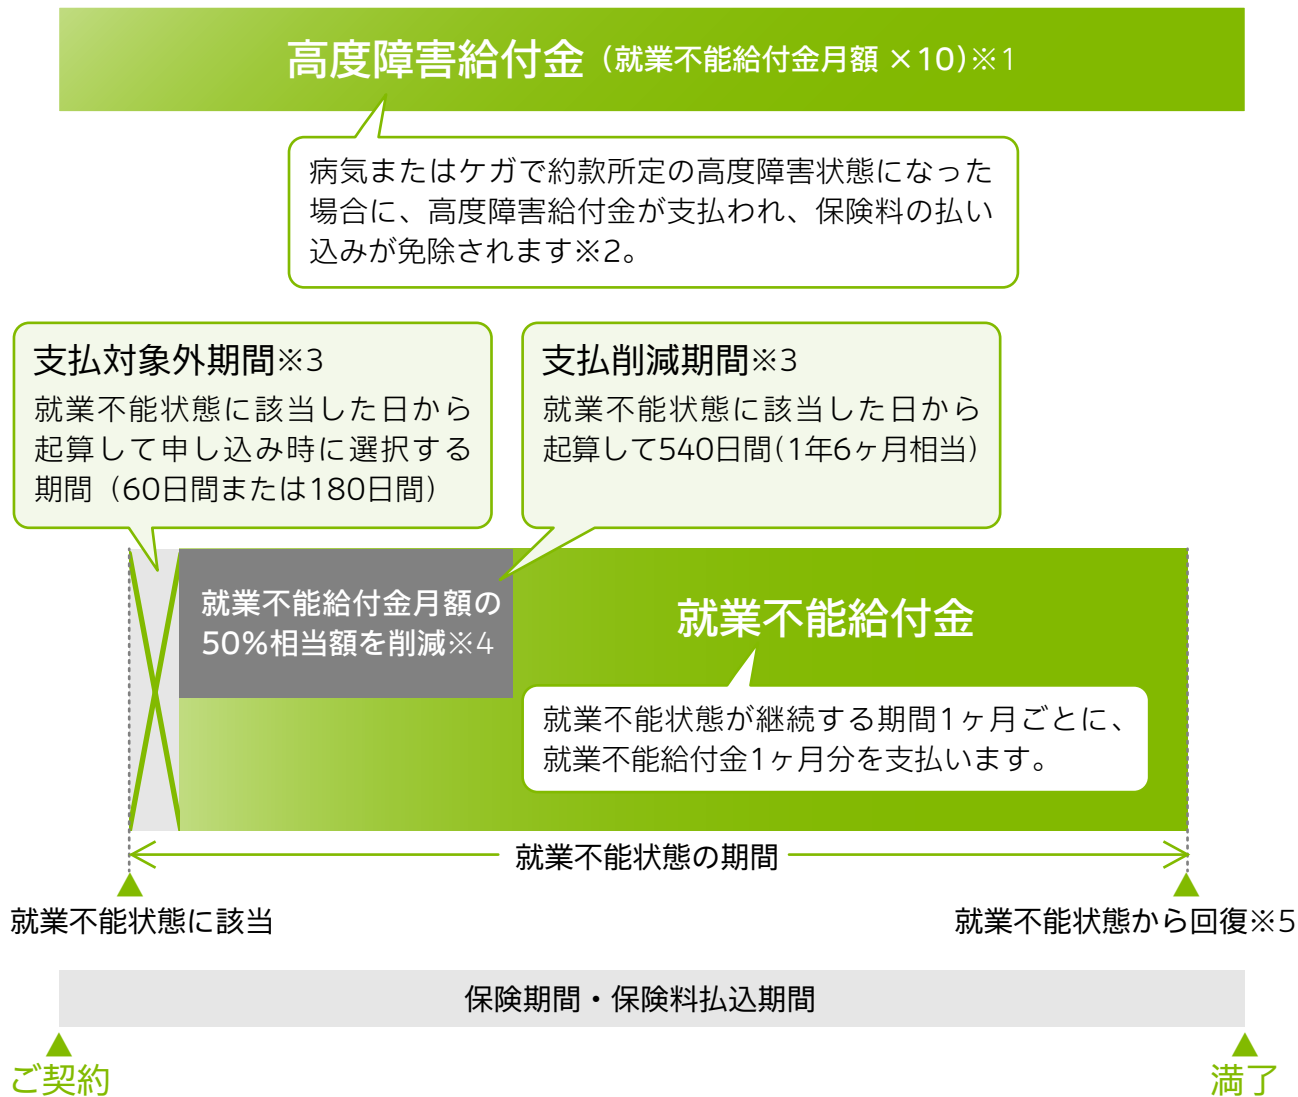 高度障害給付金（就業不能給付金月額 ×10）※1
病気またはケガで約款所定の高度障害状態になった
場合に、高度障害給付金が支払われ、保険料の払い
込みが免除されます※2。
支払対象外期間※3
就業不能状態に該当した日から
起算して申し込み時に選択する
期間（60日間または180日間）
支払削減期間※3
就業不能状態に該当した日から
起算して540日間（1年6ヶ月相当）
就業不能給付金月額の
50%相当額を削減※4
就業不能給付金
就業不能状態が継続する期間1ヶ月ごとに、
就業不能給付金1ヶ月分を支払います。
就業不能状態の期間
就業不能状態に該当
就業不能状態から回復※5
保険期間・保険料払込期間
ご契約
満了